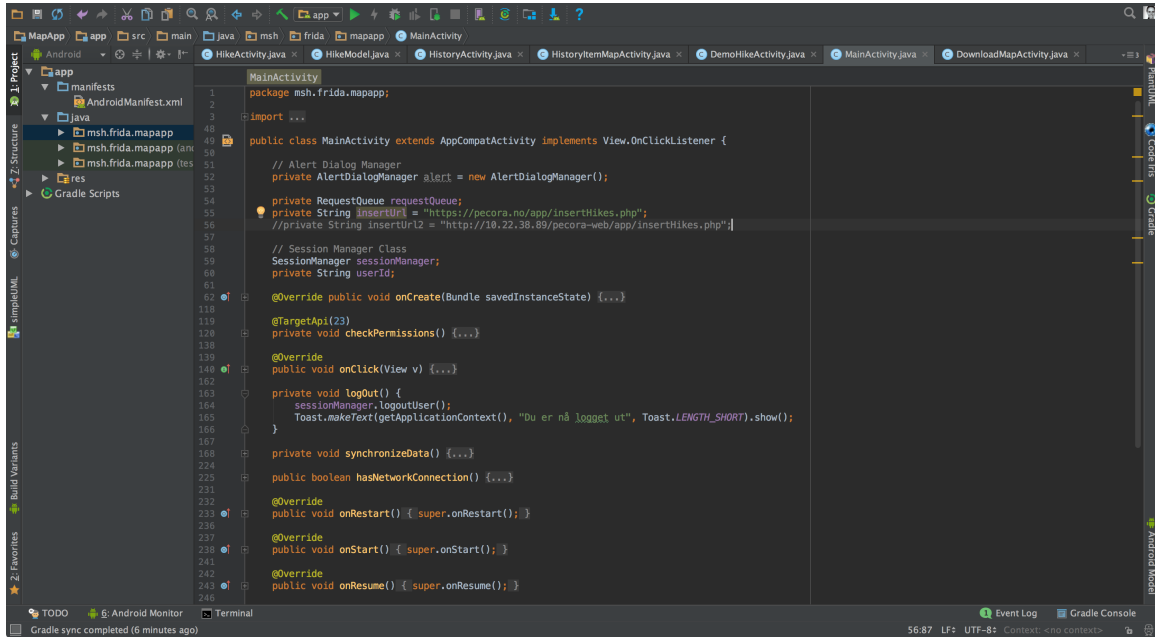 app
MapApp app src main java msh frida mapapp MainActivity
Android HikeActivity.java × HikeModel.java × HistoryActivity.java × HistoryItemMapActivity.java × DemoHikeActivity.java × MainActivity.java × DownloadMapActivity.java ×
1: Project
Z: Structure
Captures
simpleUML
Build Variants
2: Favorites
app
manifests
AndroidManifest.xml
java
msh.frida.mapapp
msh.frida.mapapp (and
msh.frida.mapapp (tes
res
Gradle Scripts
MainActivity
1 package msh.frida.mapapp;
2
3 import ...
48
49 public class MainActivity extends AppCompatActivity implements View.OnClickListener {
50
51 // Alert Dialog Manager
52 private AlertDialogManager alert = new AlertDialogManager();
53
54 private RequestQueue requestQueue;
55 private String insertUrl = "https://pecora.no/app/insertHikes.php";
56 //private String insertUrl2 = "http://10.22.38.89/pecora-web/app/insertHikes.php";
57
58 // Session Manager Class
59 SessionManager sessionManager;
60 private String userId;
61
62 @Override public void onCreate(Bundle savedInstanceState) {...}
118
119 @TargetApi(23)
120 private void checkPermissions() {...}
138
139 @Override
140 public void onClick(View v) {...}
162
163 private void logOut() {
164 sessionManager.logoutUser();
165 Toast.makeText(getApplicationContext(), "Du er nå logget ut", Toast.LENGTH_SHORT).show();
166 }
167
168 private void synchronizeData() {...}
224
225 public boolean hasNetworkConnection() {...}
231
232 @Override
233 public void onRestart() { super.onRestart(); }
236
237 @Override
238 public void onStart() { super.onStart(); }
241
242 @Override
243 public void onResume() { super.onResume(); }
246
PlantUML
Code Iris
Gradle
Android Model
TODO 6: Android Monitor Terminal Event Log Gradle Console
Gradle sync completed (6 minutes ago) 56:87 LF÷ UTF-8÷ Context: <no context>